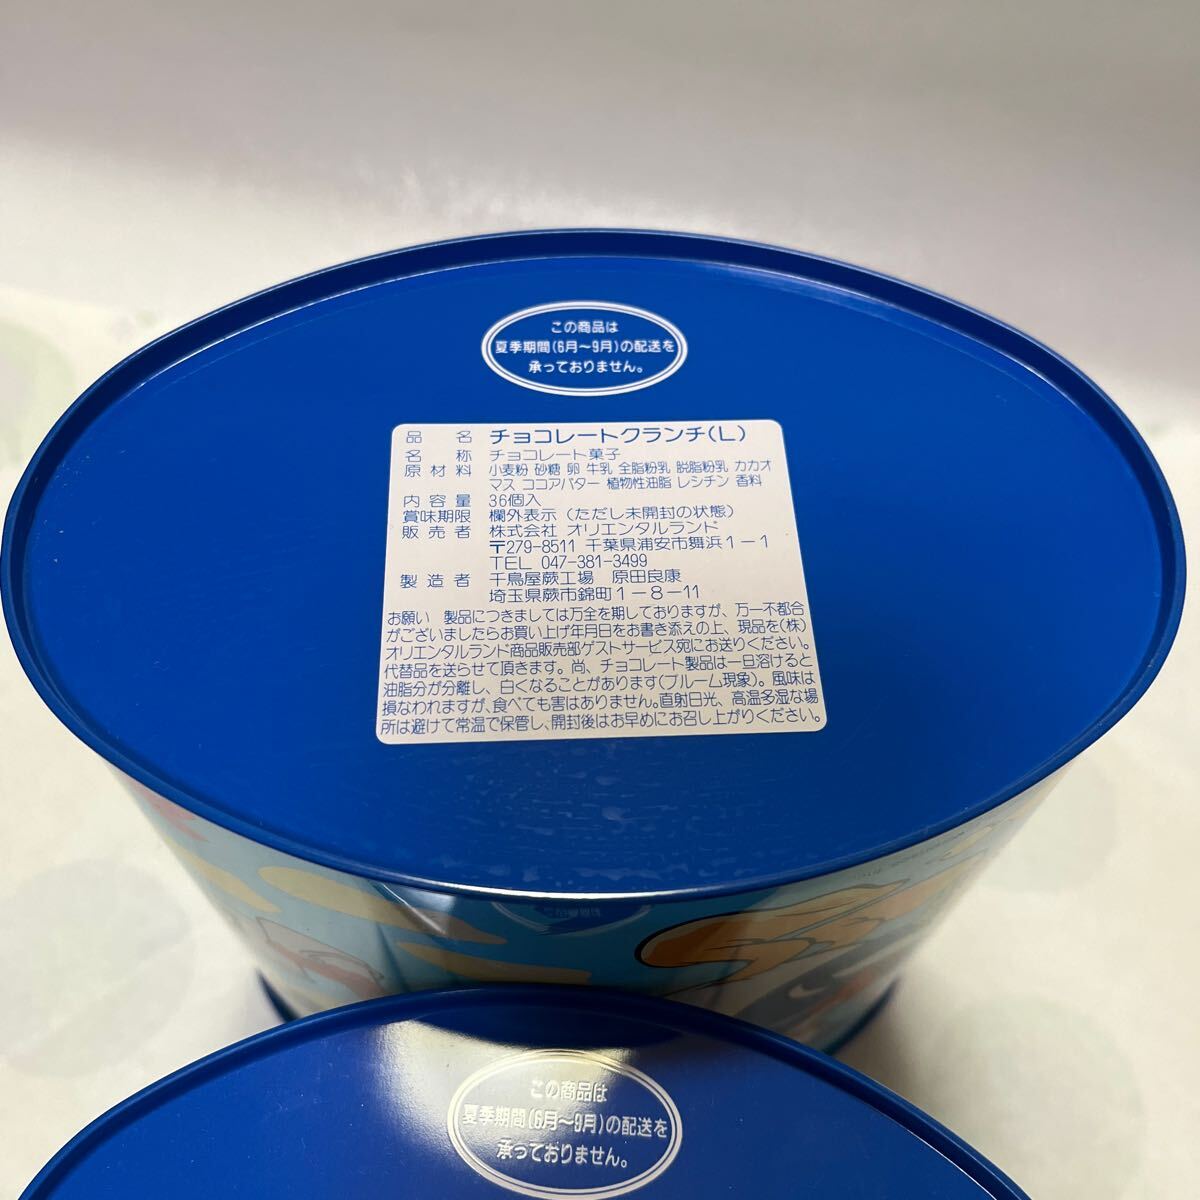 この商品は
夏季期間(6月～9月)の配送を
承っておりません。
品名 チョコレートクランチ(L)
名称 チョコレート菓子
原材料 小麦粉 砂糖 卵 牛乳 全脂粉乳 脱脂粉乳 カカオ
マス ココアバター 植物性油脂 レシチン 香料
内容量 36個入
賞味期限 欄外表示（ただし未開封の状態）
販売者 株式会社 オリエンタルランド
〒279-8511 千葉県浦安市舞浜1-1
TEL 047-381-3499
製造者 千鳥屋蕨工場 原田良康
埼玉県蕨市錦町1-8-11
お願い 製品につきましては万全を期しておりますが、万一不都合
がございましたらお買い上げ年月日をお書き添えの上、現品を(株)
オリエンタルランド商品販売部ゲストサービス宛にお送りください。
代替品を送らせて頂きます。尚、チョコレート製品は一旦溶けると
油脂分が分離し、白くなることがあります(ブルーム現象)。風味は
損なわれますが、食べても害はありません。直射日光、高温多湿な場
所は避けて常温で保管し、開封後はお早めにお召し上がりください。
この商品は
夏季期間(6月～9月)の配送を
承っておりません。